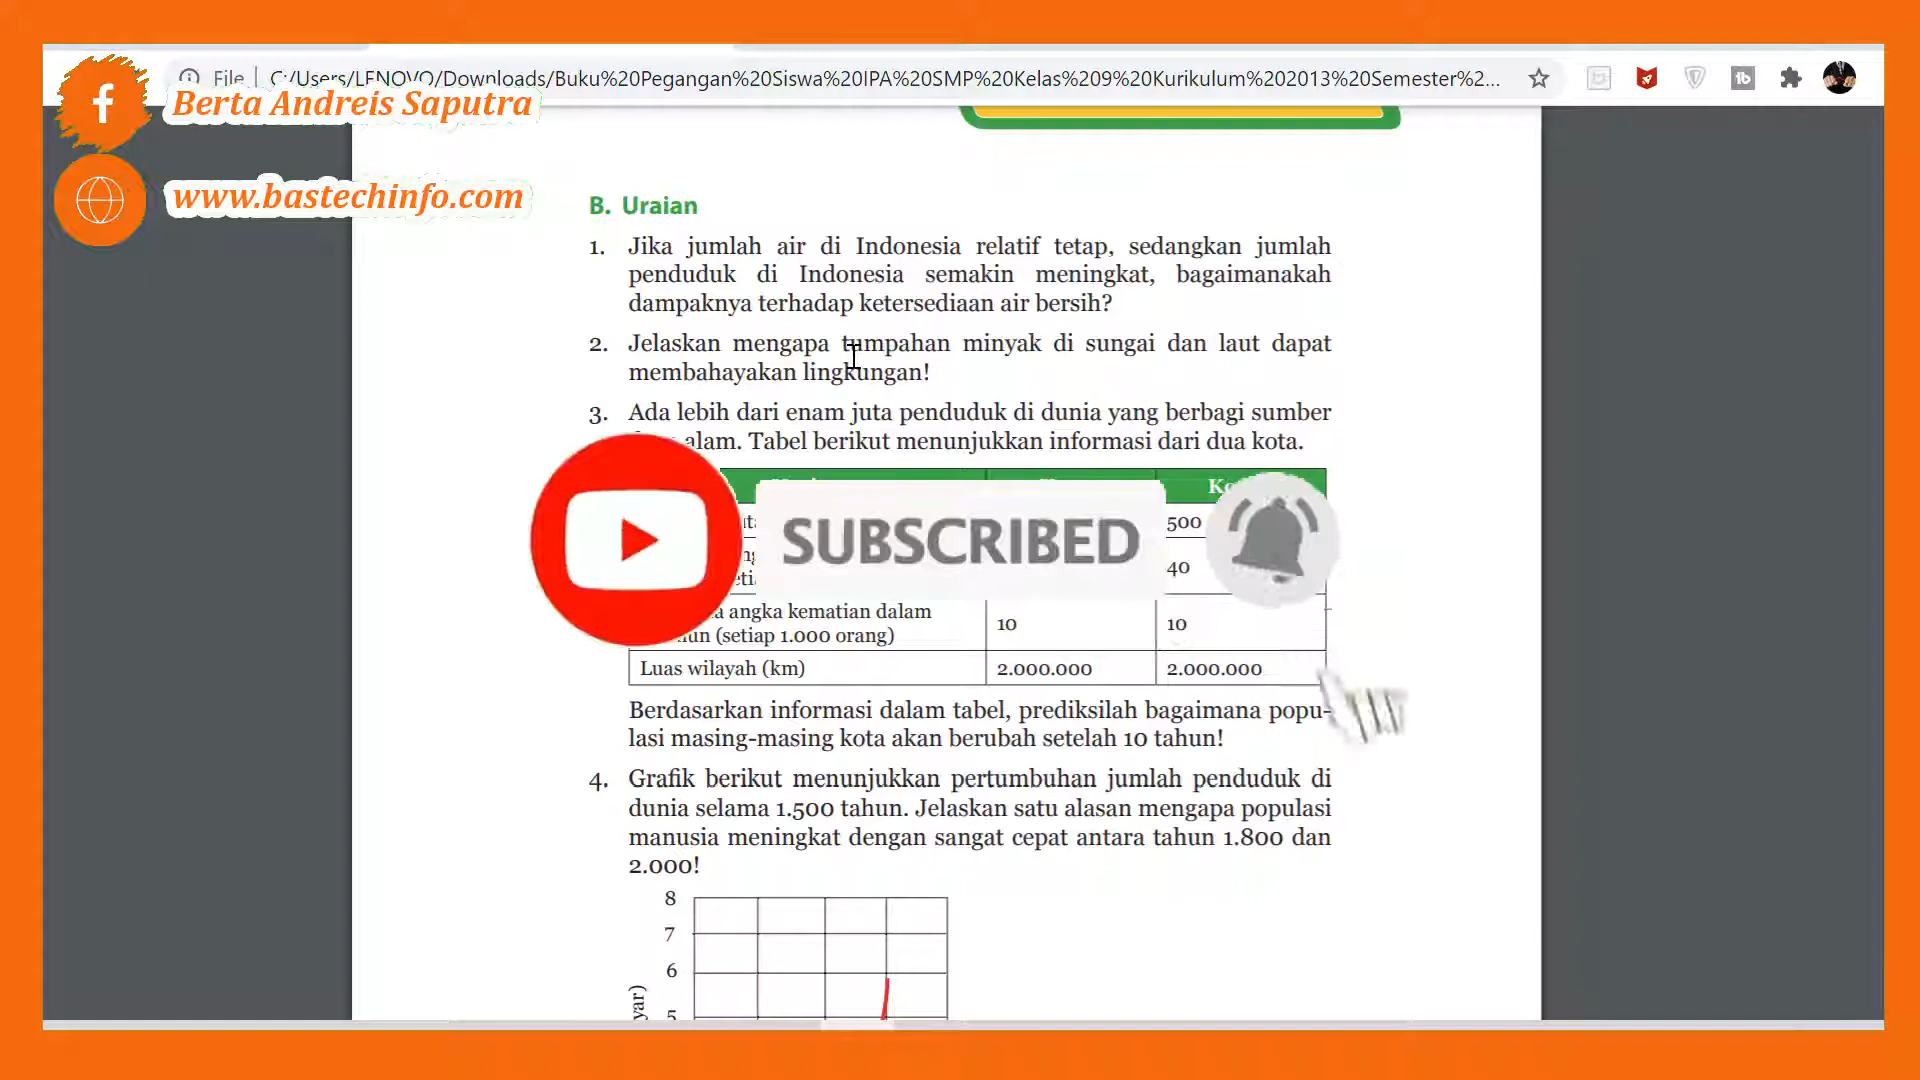 File C:/Users/LENOVO/Downloads/Buku%20Pegangan%20Siswa%20IPA%20SMP%20Kelas%209%20Kurikulum%202013%20Semester%2...
Berta Andreis Saputra
www.bastechinfo.com
B. Uraian
1. Jika jumlah air di Indonesia relatif tetap, sedangkan jumlah
penduduk di Indonesia semakin meningkat, bagaimanakah
dampaknya terhadap ketersediaan air bersih?
2. Jelaskan mengapa tumpahan minyak di sungai dan laut dapat
membahayakan lingkungan!
3. Ada lebih dari enam juta penduduk di dunia yang berbagi sumber
alam. Tabel berikut menunjukkan informasi dari dua kota.
500
SUBSCRIBED
40
angka kematian dalam
(setiap 1.000 orang)
10
10
Luas wilayah (km)
2.000.000
2.000.000
Berdasarkan informasi dalam tabel, prediksilah bagaimana popu-
lasi masing-masing kota akan berubah setelah 10 tahun!
4. Grafik berikut menunjukkan pertumbuhan jumlah penduduk di
dunia selama 1.500 tahun. Jelaskan satu alasan mengapa populasi
manusia meningkat dengan sangat cepat antara tahun 1.800 dan
2.000!
8
7
6
5